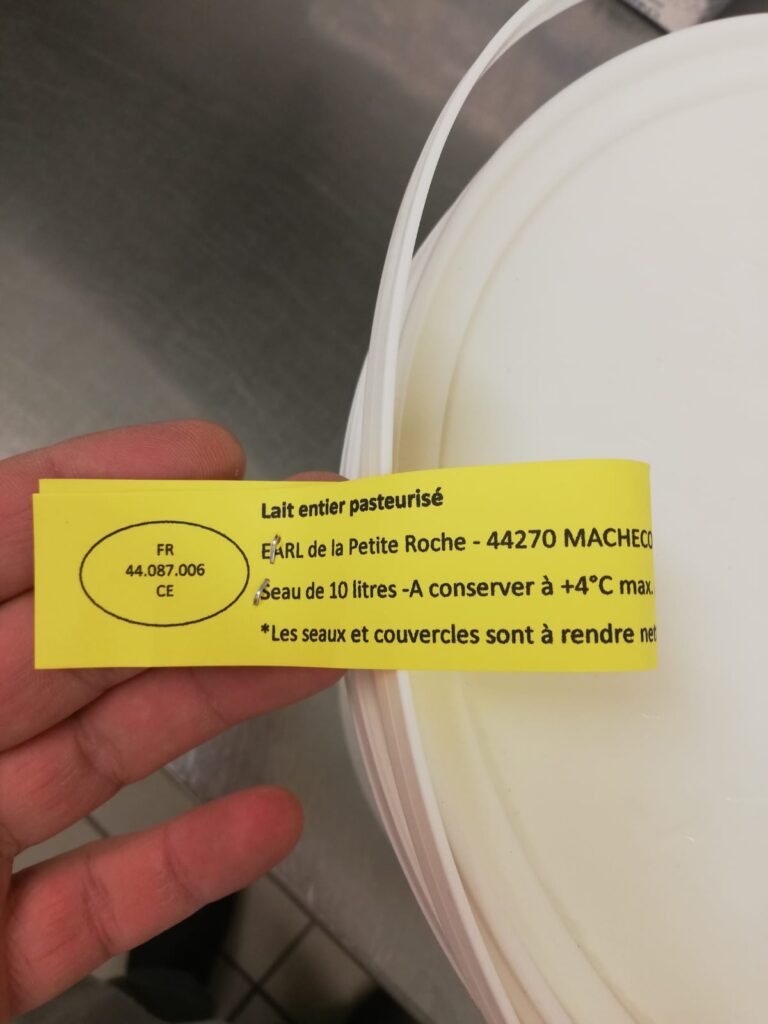 FR
44.087.006
CE
Lait entier pasteurisé
EARL de la Petite Roche - 44270 MACHECO
Seau de 10 litres -A conserver à +4°C max.
*Les seaux et couvercles sont à rendre net